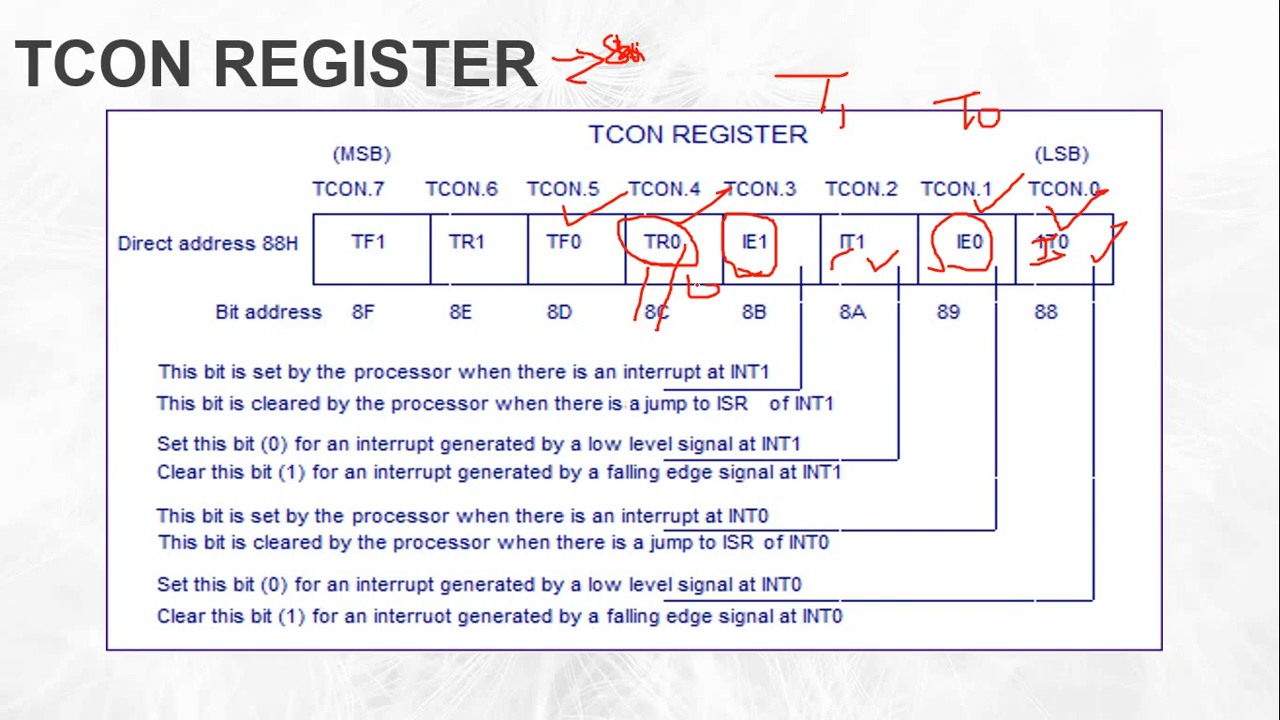 TCON REGISTER
T1
T0
TCON REGISTER
(MSB) (LSB)
TCON.7 TCON.6 TCON.5 TCON.4 TCON.3 TCON.2 TCON.1 TCON.0
Direct address 88H TF1 TR1 TF0 TR0 IE1 IT1 IE0 IT0
Bit address 8F 8E 8D 8C 8B 8A 89 88
This bit is set by the processor when there is an interrupt at INT1
This bit is cleared by the processor when there is a jump to ISR of INT1
Set this bit (0) for an interrupt generated by a low level signal at INT1
Clear this bit (1) for an interrupt generated by a falling edge signal at INT1
This bit is set by the processor when there is an interrupt at INT0
This bit is cleared by the processor when there is a jump to ISR of INT0
Set this bit (0) for an interrupt generated by a low level signal at INT0
Clear this bit (1) for an interruot generated by a falling edge signal at INT0